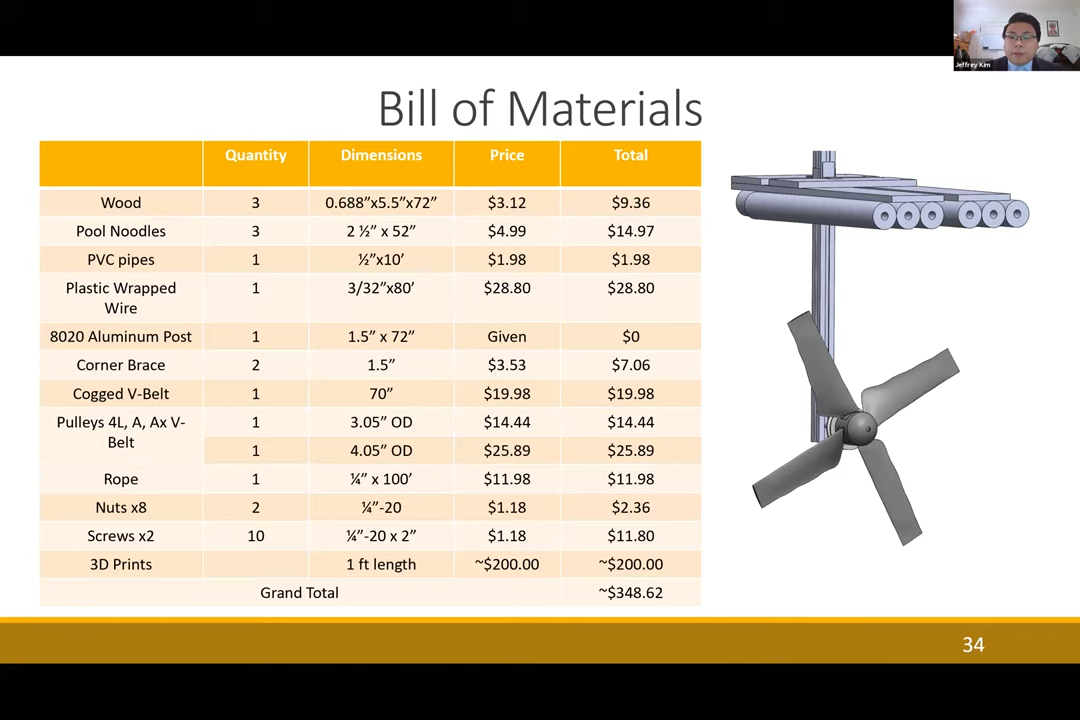 Jeffrey Kim
Bill of Materials
Quantity Dimensions Price Total
Wood 3 0.688”x5.5”x72” $3.12 $9.36
Pool Noodles 3 2 ½” x 52” $4.99 $14.97
PVC pipes 1 ½”x10’ $1.98 $1.98
Plastic Wrapped 1 3/32”x80’ $28.80 $28.80
Wire
8020 Aluminum Post 1 1.5” x 72” Given $0
Corner Brace 2 1.5” $3.53 $7.06
Cogged V-Belt 1 70” $19.98 $19.98
Pulleys 4L, A, Ax V- 1 3.05” OD $14.44 $14.44
Belt 1 4.05” OD $25.89 $25.89
Rope 1 ¼” x 100’ $11.98 $11.98
Nuts x8 2 ¼”-20 $1.18 $2.36
Screws x2 10 ¼”-20 x 2” $1.18 $11.80
3D Prints 1 ft length ~$200.00 ~$200.00
Grand Total ~$348.62
34